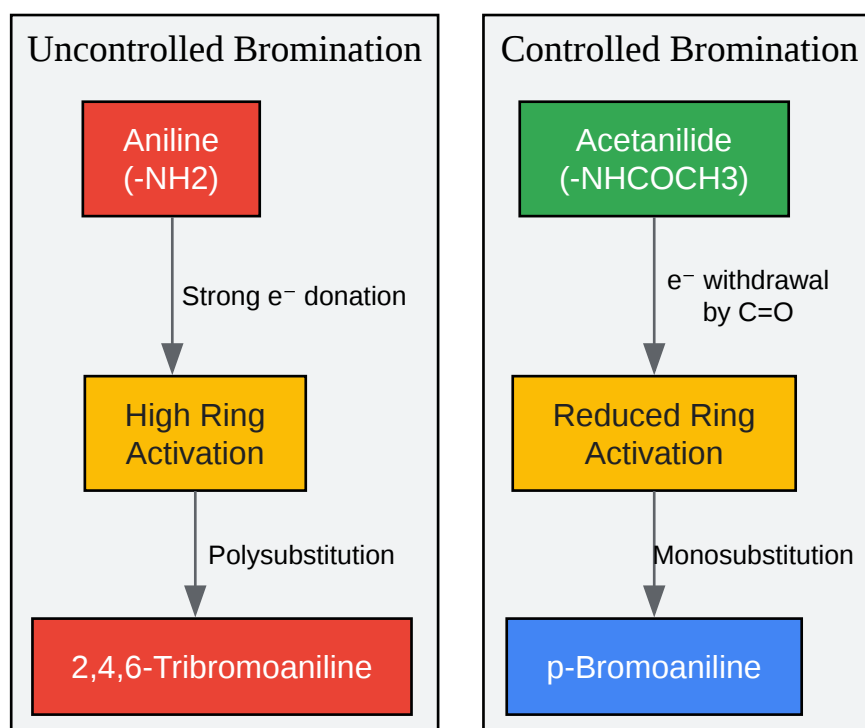 Uncontrolled Bromination
Aniline
(-NH2)
Strong e⁻ donation
High Ring
Activation
Polysubstitution
2,4,6-Tribromoaniline
Controlled Bromination
Acetanilide
(-NHCOCH3)
e⁻ withdrawal
by C=O
Reduced Ring
Activation
Monosubstitution
p-Bromoaniline